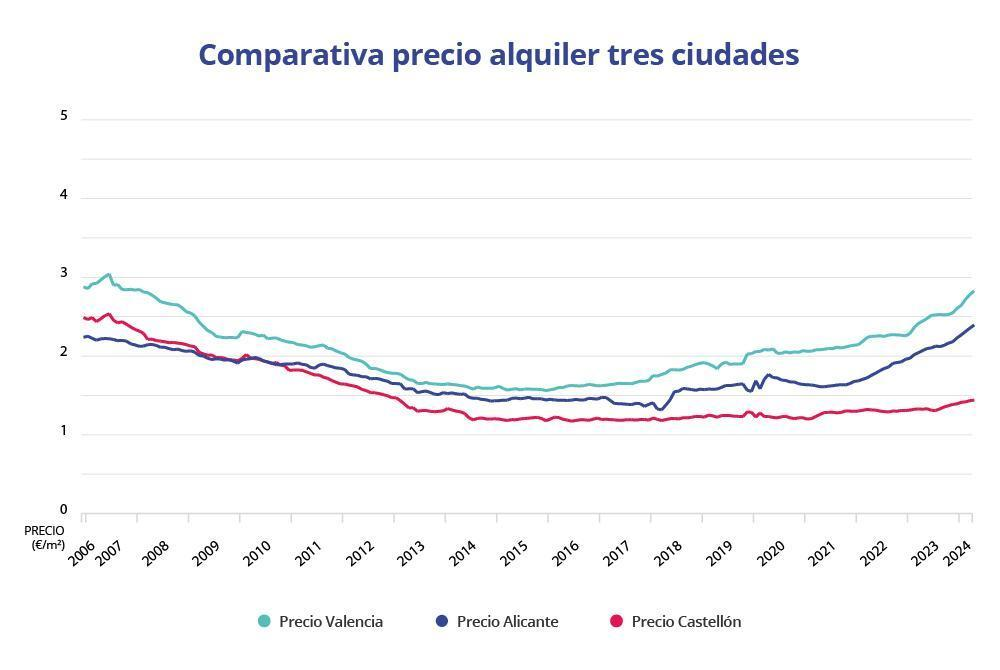 Comparativa precio alquiler tres ciudades
5
4
3
2
1
0
PRECIO
(€/m²)
2006 2007 2008 2009 2010 2011 2012 2013 2014 2015 2016 2017 2018 2019 2020 2021 2022 2023 2024
Precio Valencia Precio Alicante Precio Castellón